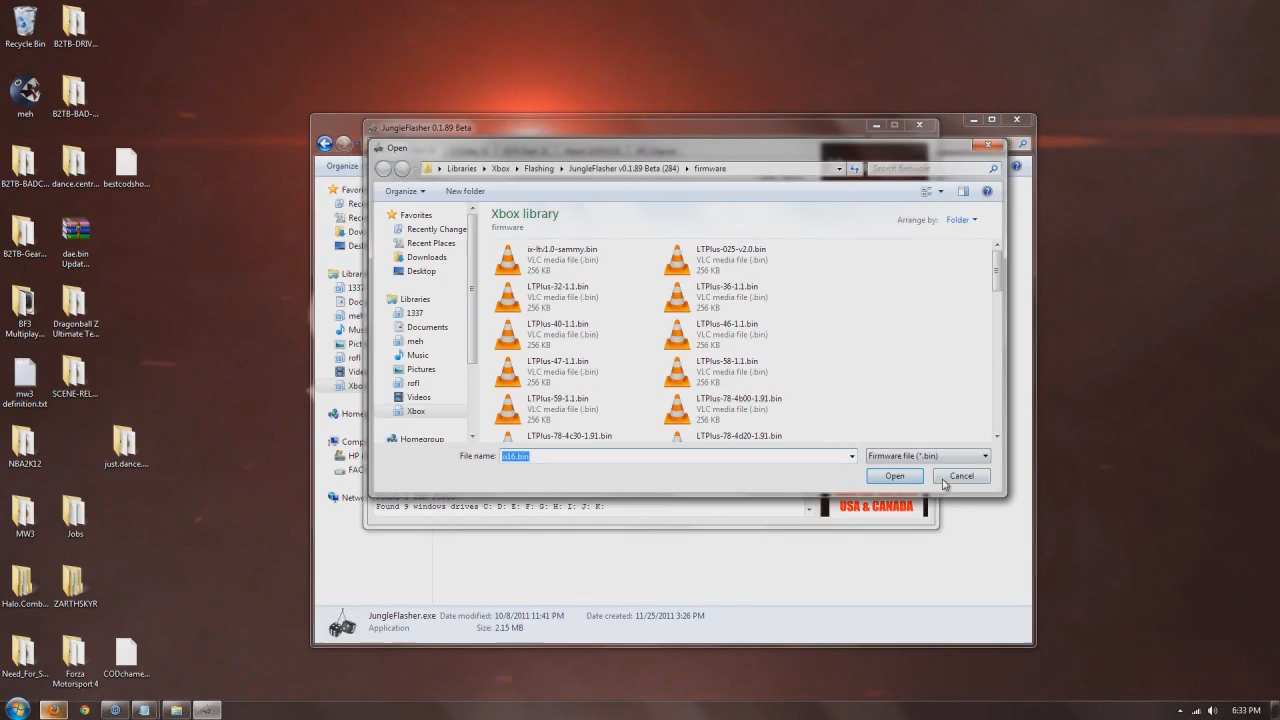 Recycle Bin
B2TB-DRIV...
meh
B2TB-BAD-...
B2TB-BADC...
dance.centr...
bestcodsho...
B2TB-Gear...
dae.bin
Updat...
BF3
Multiplay...
Dragonball Z
Ultimate Te...
mw3
definition.txt
SCENE-REL...
NBA2K12
just.dance....
MW3
Jobs
Halo.Comb...
ZARTHSKYR
Need_For_S...
Forza
Motorsport 4
CODchame...
JungleFlasher 0.1.89 Beta
Open
Libraries
Xbox
Flashing
JungleFlasher v0.1.89 Beta (284)
firmware
Search firmware
Organize
Organize
New folder
Favorites
Recently Change
Recent Places
Downloads
Desktop
Libraries
1337
Documents
meh
Music
Pictures
rofl
Videos
Xbox
Homegroup
Xbox library
firmware
Arrange by:
Folder
ix-ltv1.0-sammy.bin
VLC media file (.bin)
256 KB
LTPlus-025-v2.0.bin
VLC media file (.bin)
256 KB
LTPlus-32-1.1.bin
VLC media file (.bin)
256 KB
LTPlus-36-1.1.bin
VLC media file (.bin)
256 KB
LTPlus-40-1.1.bin
VLC media file (.bin)
256 KB
LTPlus-46-1.1.bin
VLC media file (.bin)
256 KB
LTPlus-47-1.1.bin
VLC media file (.bin)
256 KB
LTPlus-58-1.1.bin
VLC media file (.bin)
256 KB
LTPlus-59-1.1.bin
VLC media file (.bin)
256 KB
LTPlus-78-4b00-1.91.bin
VLC media file (.bin)
256 KB
LTPlus-78-4c30-1.91.bin
LTPlus-78-4d20-1.91.bin
File name:
ix16.bin
Firmware file (*.bin)
Open
Cancel
Found 9 windows drives C: D: E: F: G: H: I: J: K:
USA & CANADA
JungleFlasher.exe
Date modified: 10/8/2011 11:41 PM
Date created: 11/25/2011 3:26 PM
Application
Size: 2.15 MB
6:33 PM